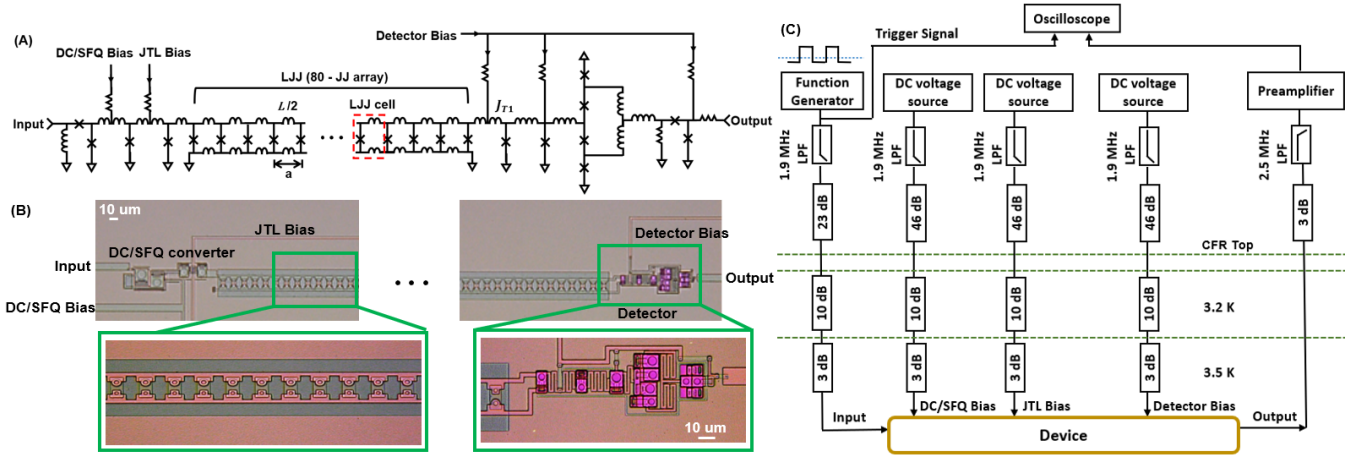 (A)
DC/SFQ Bias
JTL Bias
Detector Bias
LJJ (80 - JJ array)
L/2
LJJ cell
J_{T1}
Input
a
Output
(B)
10 um
JTL Bias
DC/SFQ converter
Input
DC/SFQ Bias
Detector Bias
Output
Detector
10 um
(C)
Oscilloscope
Trigger Signal
Function
Generator
DC voltage
source
DC voltage
source
DC voltage
source
Preamplifier
1.9 MHz
LPF
1.9 MHz
LPF
1.9 MHz
LPF
1.9 MHz
LPF
2.5 MHz
LPF
23 dB
46 dB
46 dB
46 dB
3 dB
CFR Top
10 dB
10 dB
10 dB
10 dB
3.2 K
3 dB
3 dB
3 dB
3 dB
3.5 K
Input
DC/SFQ Bias
JTL Bias
Detector Bias
Output
Device